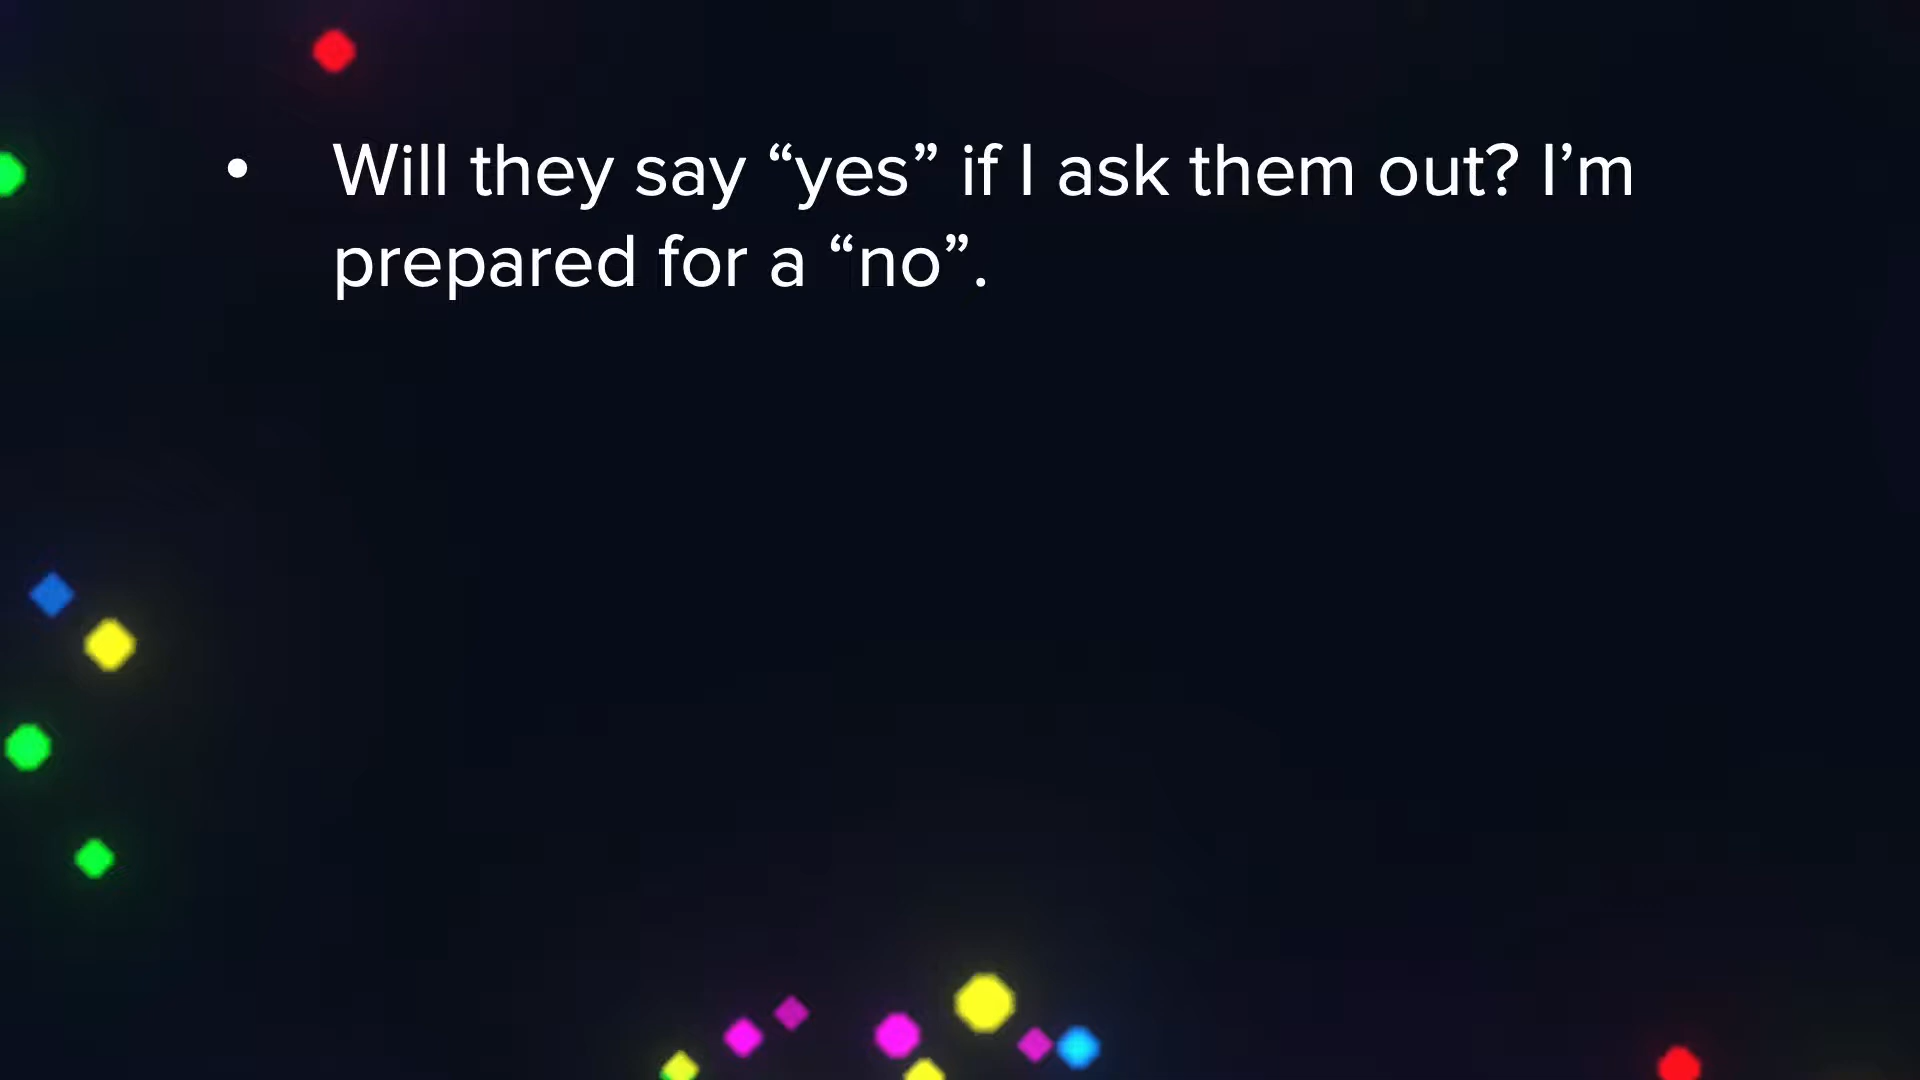 • Will they say “yes” if I ask them out? I’m
prepared for a “no”.